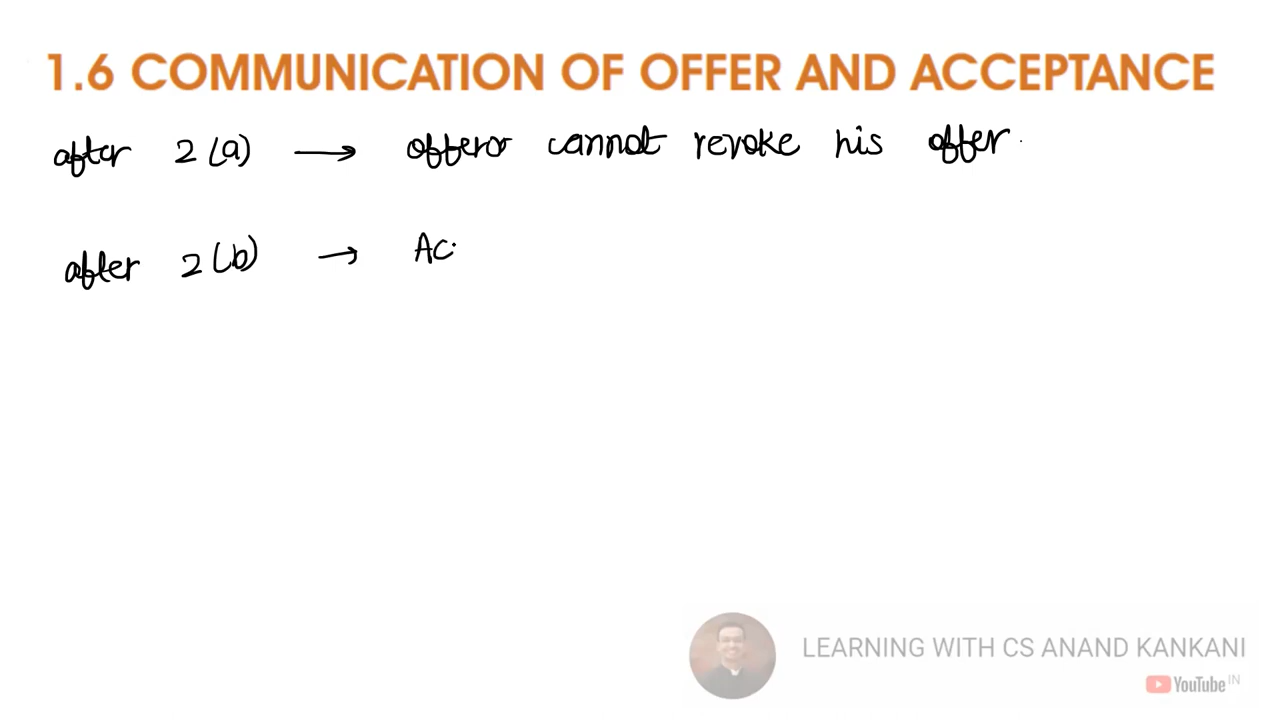 1.6 COMMUNICATION OF OFFER AND ACCEPTANCE
after 2(a) → offeror cannot revoke his offer.
after 2(b) → Ac
LEARNING WITH CS ANAND KANKANI
YouTube IN